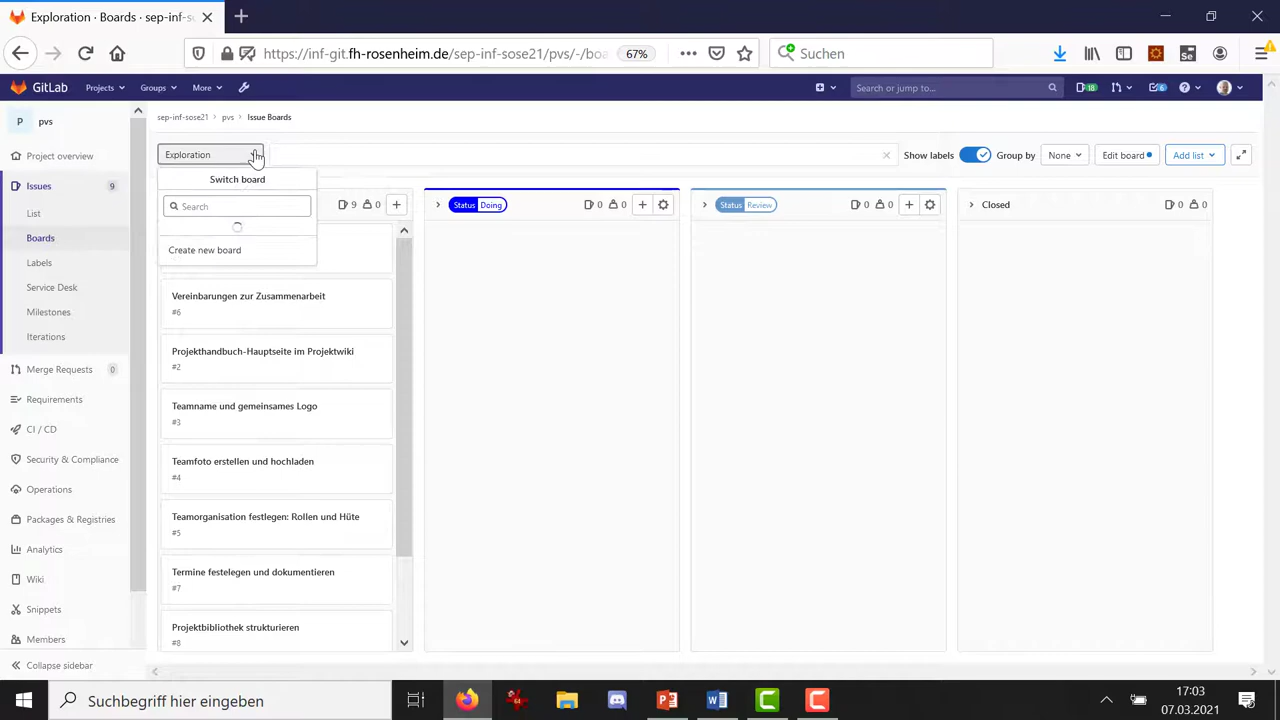 Exploration · Boards · sep-inf-sos
https://inf-git.fh-rosenheim.de/sep-inf-sose21/pvs/-/boa
67%
Suchen
GitLab
Projects
Groups
More
Search or jump to...
18
6
P pvs
sep-inf-sose21 › pvs › Issue Boards
Project overview
Issues 9
List
Boards
Labels
Service Desk
Milestones
Iterations
Merge Requests 0
Requirements
CI / CD
Security & Compliance
Operations
Packages & Registries
Analytics
Wiki
Snippets
Members
Collapse sidebar
Exploration
Show labels
Group by
None
Edit board
Add list
Switch board
Search
Create new board
9 0
Status Doing 0 0
Status Review 0 0
Closed 0 0
Vereinbarungen zur Zusammenarbeit
#6
Projekthandbuch-Hauptseite im Projektwiki
#2
Teamname und gemeinsames Logo
#3
Teamfoto erstellen und hochladen
#4
Teamorganisation festlegen: Rollen und Hüte
#5
Termine festelegen und dokumentieren
#7
Projektbibliothek strukturieren
#8
Suchbegriff hier eingeben
17:03
07.03.2021